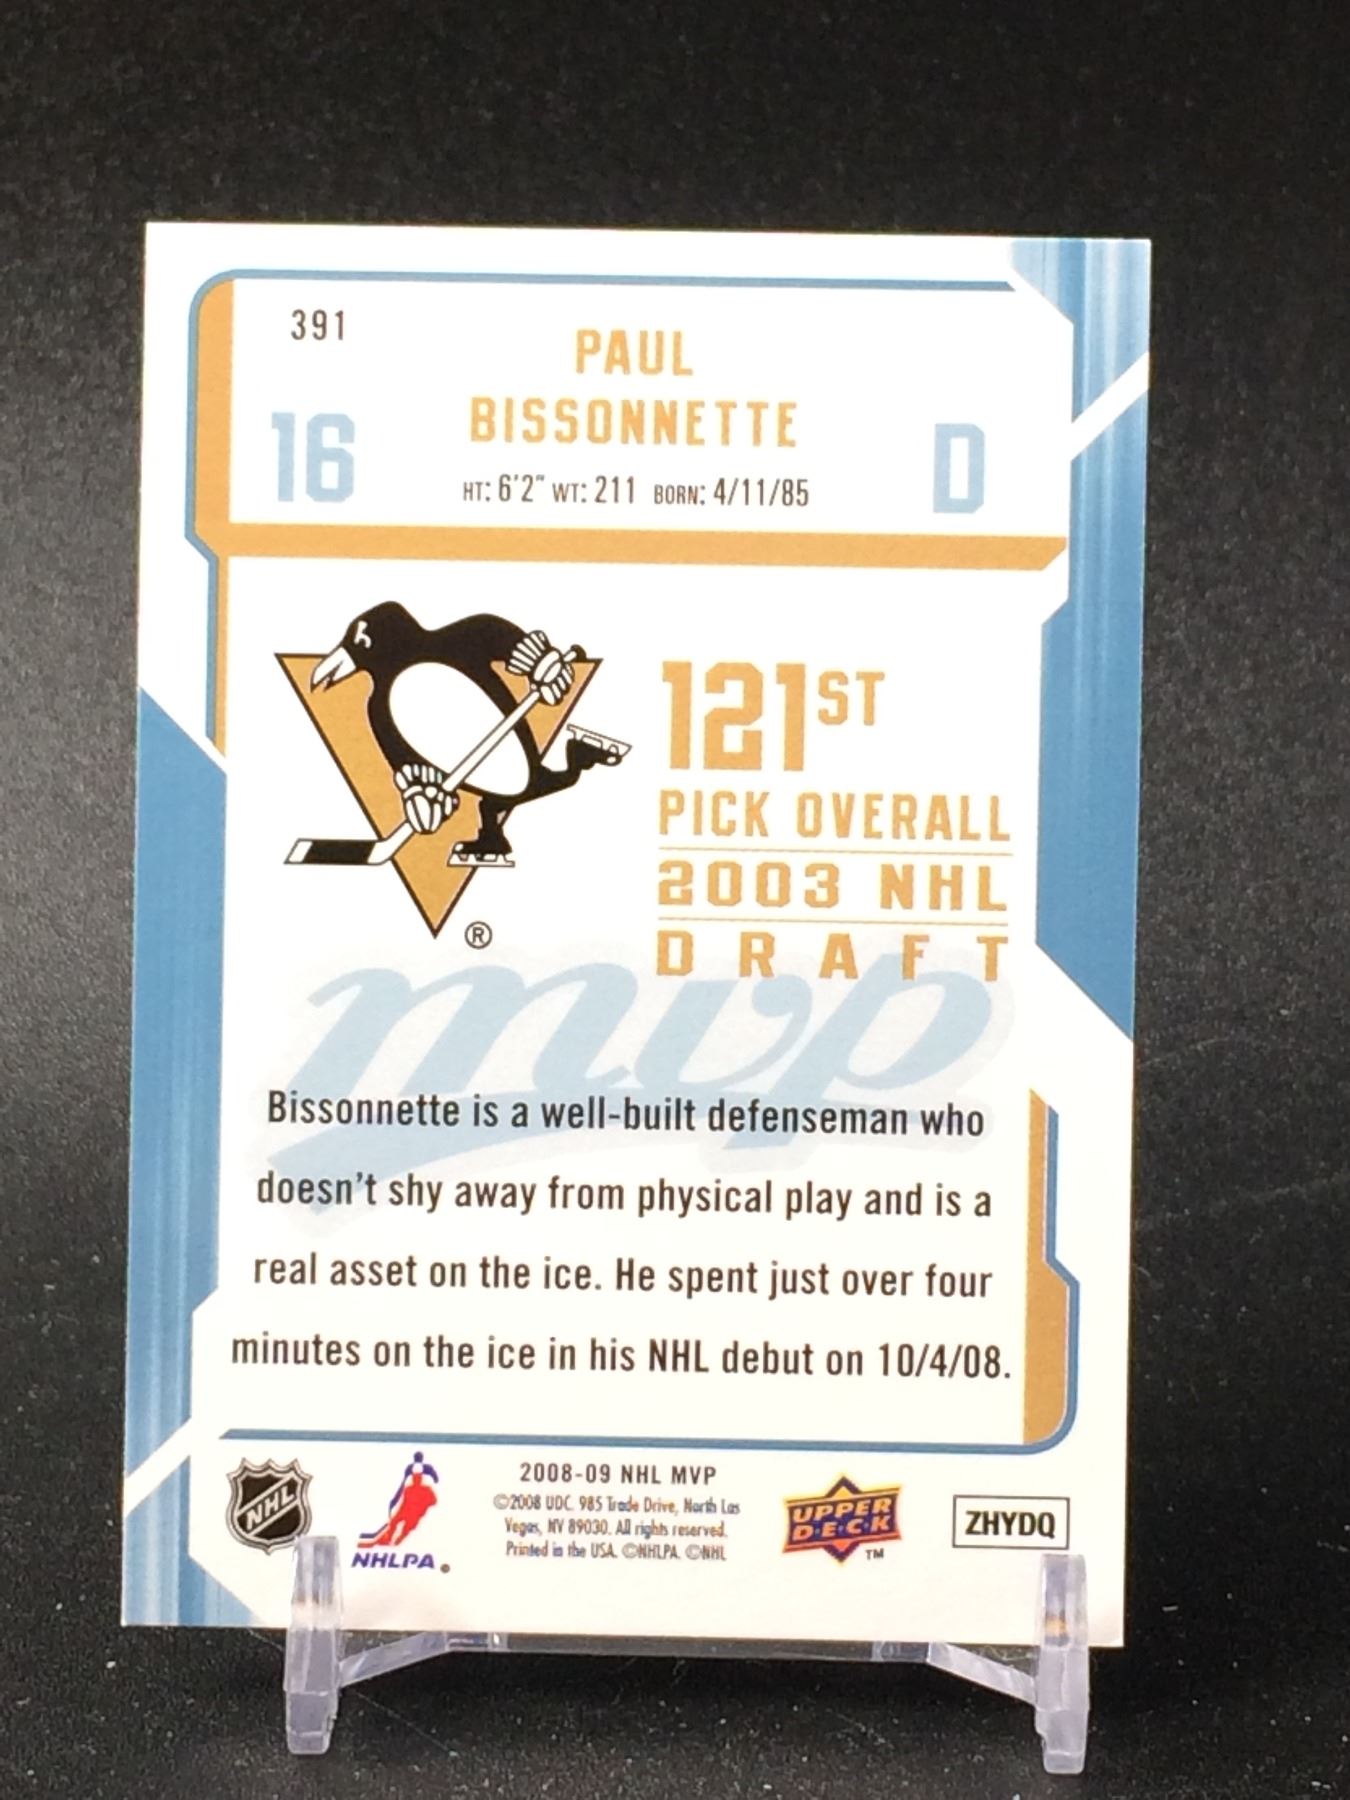 391
PAUL
BISSONNETTE
16
D
HT: 6'2" WT: 211 BORN: 4/11/85
121ST
PICK OVERALL
2003 NHL
DRAFT
®
mvp
Bissonnette is a well-built defenseman who
doesn't shy away from physical play and is a
real asset on the ice. He spent just over four
minutes on the ice in his NHL debut on 10/4/08.
NHL
NHLPA®
2008-09 NHL MVP
©2008 UDC. 985 Trade Drive, North Las
Vegas, NV 89030. All rights reserved.
Printed in the USA. ©NHLPA. ©NHL
UPPER
D·E·C·K
TM
ZHYDQ